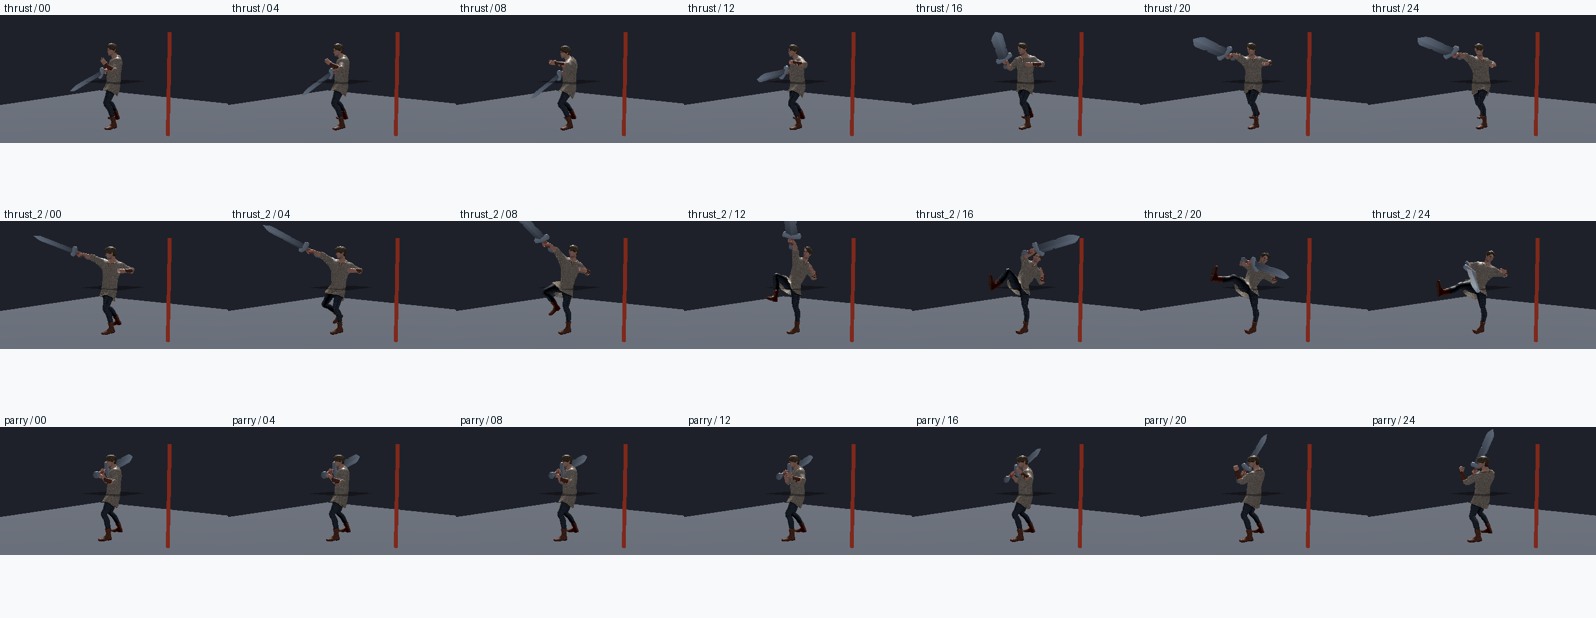 thrust/00 thrust/04 thrust/08 thrust/12 thrust/16 thrust/20 thrust/24
thrust_2/00 thrust_2/04 thrust_2/08 thrust_2/12 thrust_2/16 thrust_2/20 thrust_2/24
parry/00 parry/04 parry/08 parry/12 parry/16 parry/20 parry/24